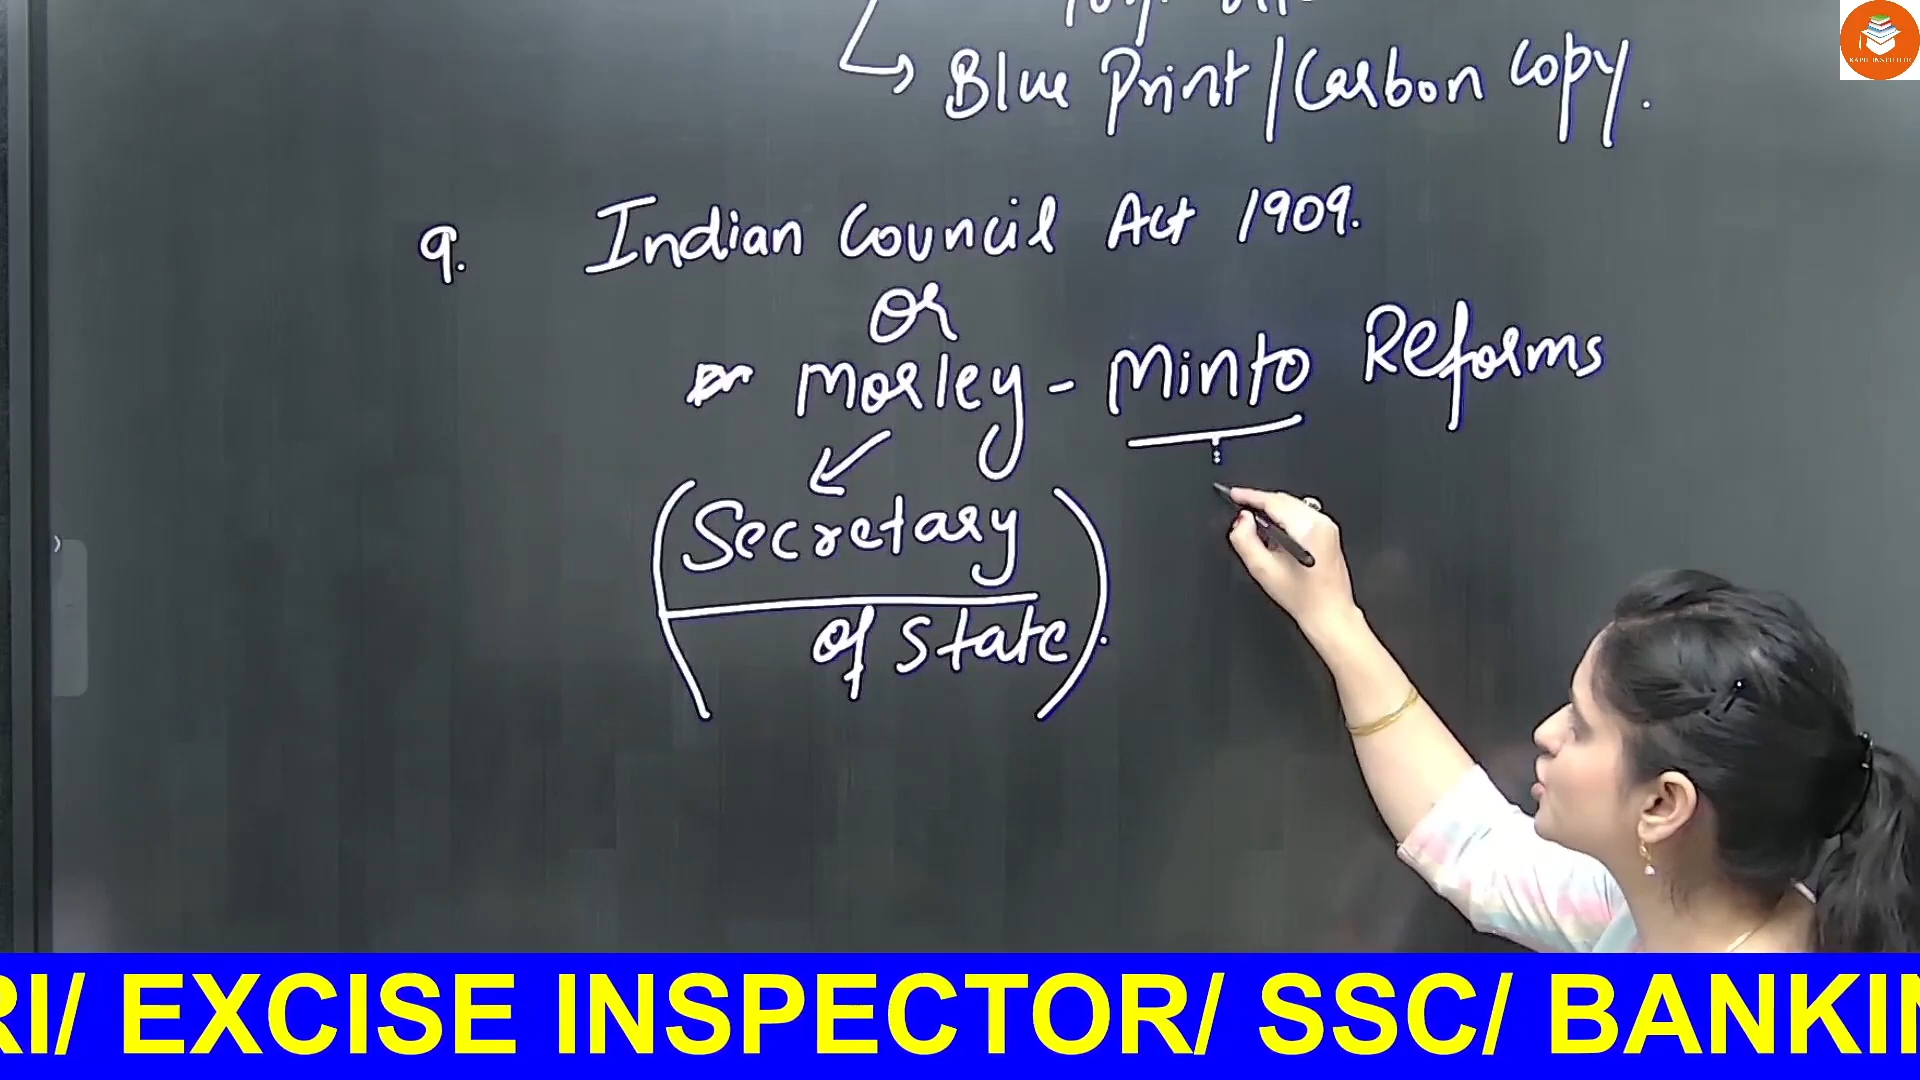 Blue Print/Carbon Copy.
9. Indian Council Act 1909.
or
Morley-Minto Reforms
(Secretary
of State).
RI/ EXCISE INSPECTOR/ SSC/ BANKIN